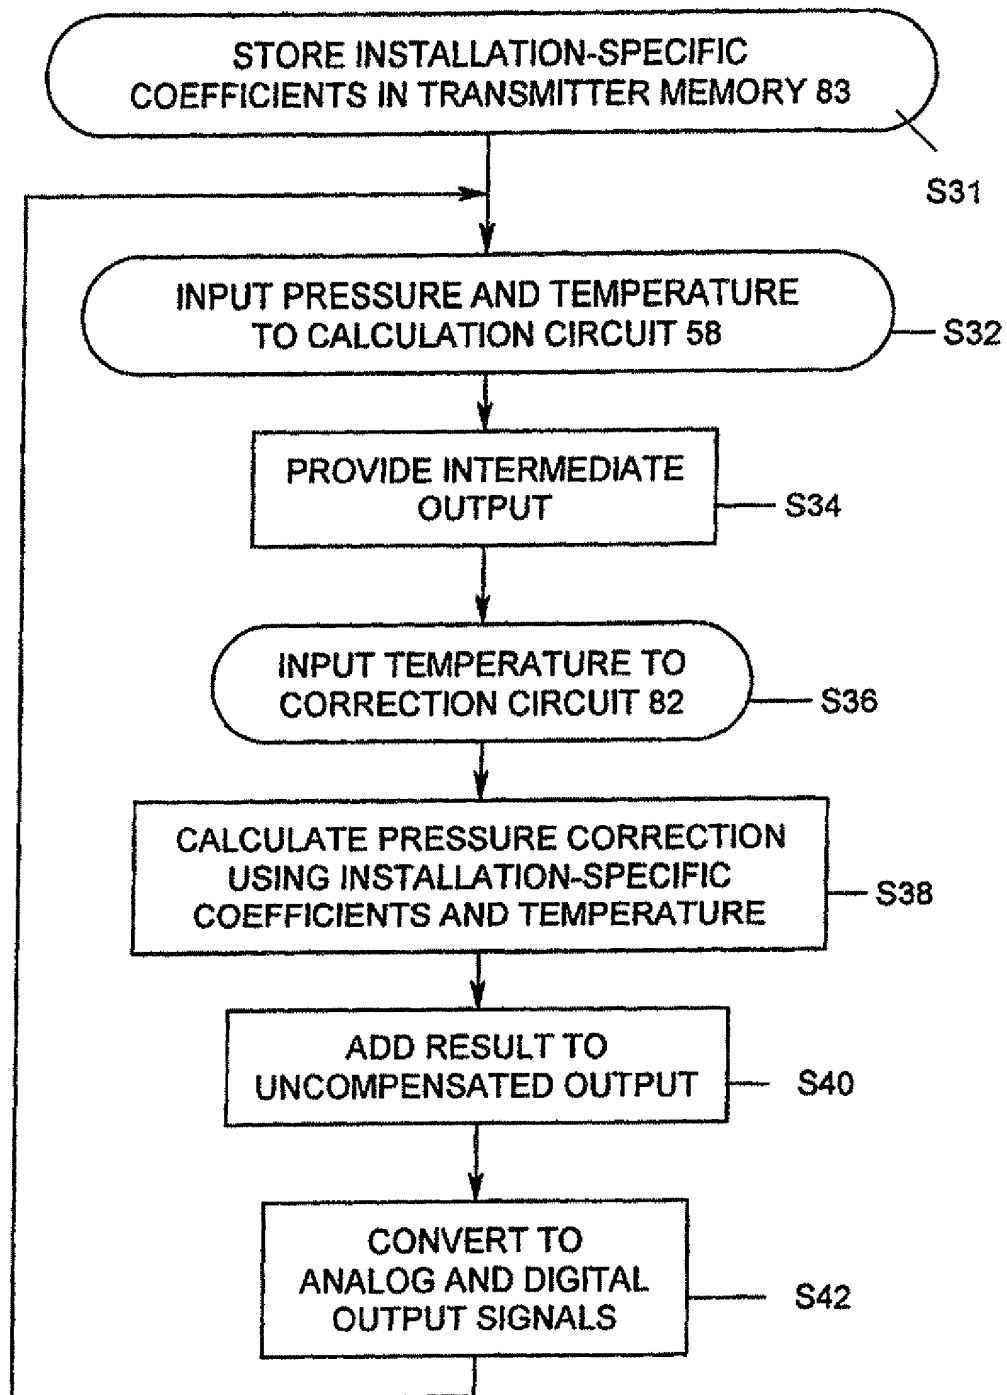 STORE INSTALLATION-SPECIFIC
COEFFICIENTS IN TRANSMITTER MEMORY 83
S31
INPUT PRESSURE AND TEMPERATURE
TO CALCULATION CIRCUIT 58
S32
PROVIDE INTERMEDIATE
OUTPUT
S34
INPUT TEMPERATURE TO
CORRECTION CIRCUIT 82
S36
CALCULATE PRESSURE CORRECTION
USING INSTALLATION-SPECIFIC
COEFFICIENTS AND TEMPERATURE
S38
ADD RESULT TO
UNCOMPENSATED OUTPUT
S40
CONVERT TO
ANALOG AND DIGITAL
OUTPUT SIGNALS
S42